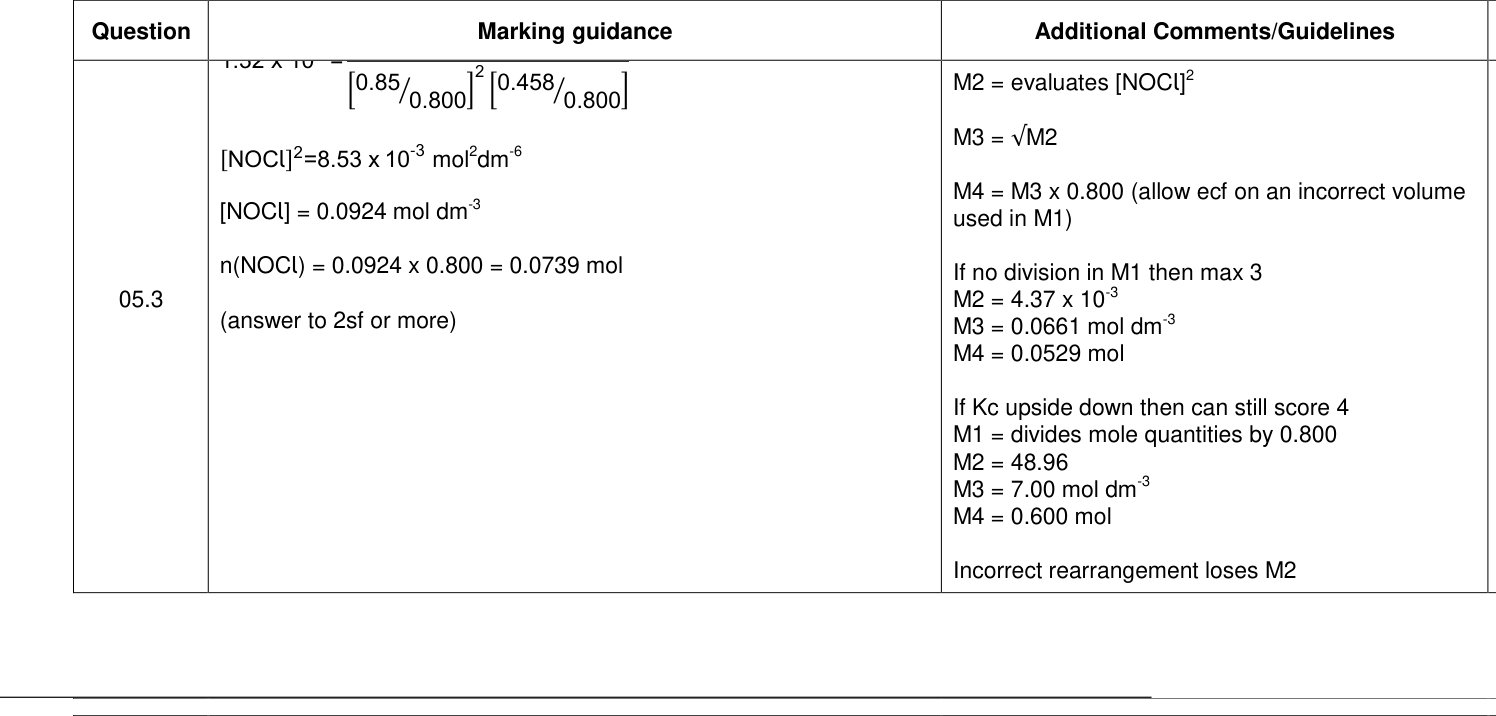 Question Marking guidance Additional Comments/Guidelines
05.3
[0.85/0.800]² [0.458/0.800]
[NOCl]²=8.53 x 10⁻³ mol²dm⁻⁶
[NOCl] = 0.0924 mol dm⁻³
n(NOCl) = 0.0924 x 0.800 = 0.0739 mol
(answer to 2sf or more)
M2 = evaluates [NOCl]²
M3 = √M2
M4 = M3 x 0.800 (allow ecf on an incorrect volume
used in M1)
If no division in M1 then max 3
M2 = 4.37 x 10⁻³
M3 = 0.0661 mol dm⁻³
M4 = 0.0529 mol
If Kc upside down then can still score 4
M1 = divides mole quantities by 0.800
M2 = 48.96
M3 = 7.00 mol dm⁻³
M4 = 0.600 mol
Incorrect rearrangement loses M2